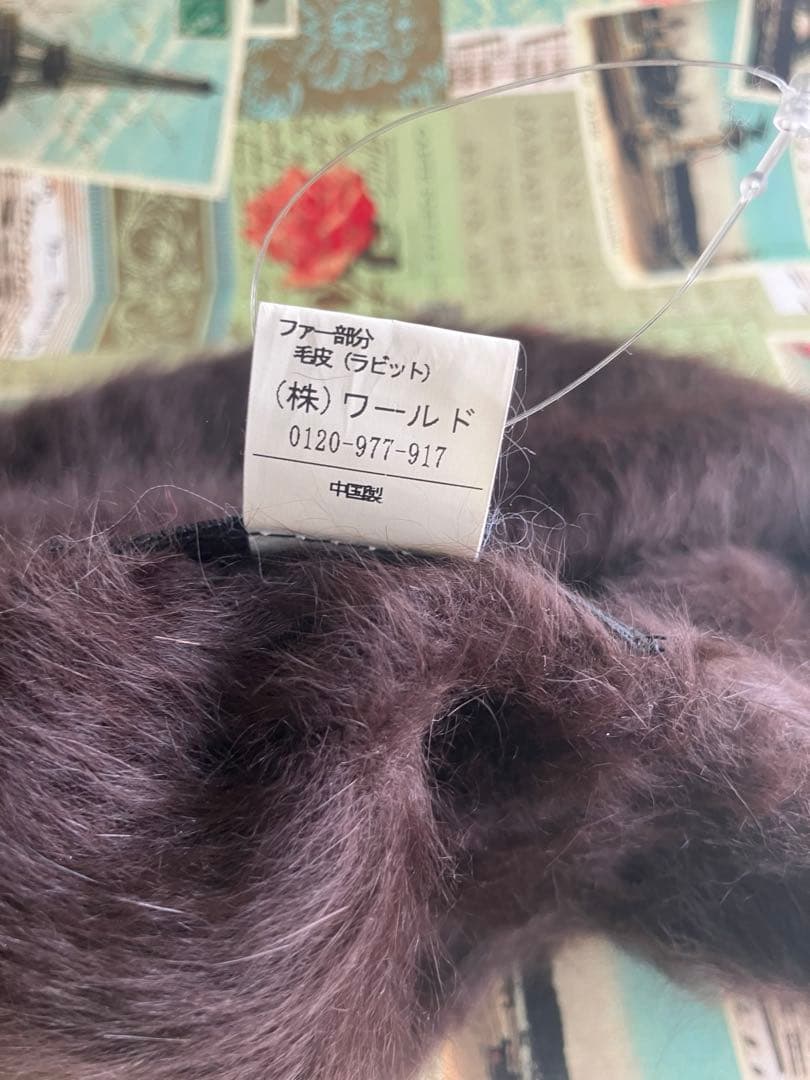 ファー部分
毛皮（ラビット）
（株）ワールド
0120-977-917
中国製